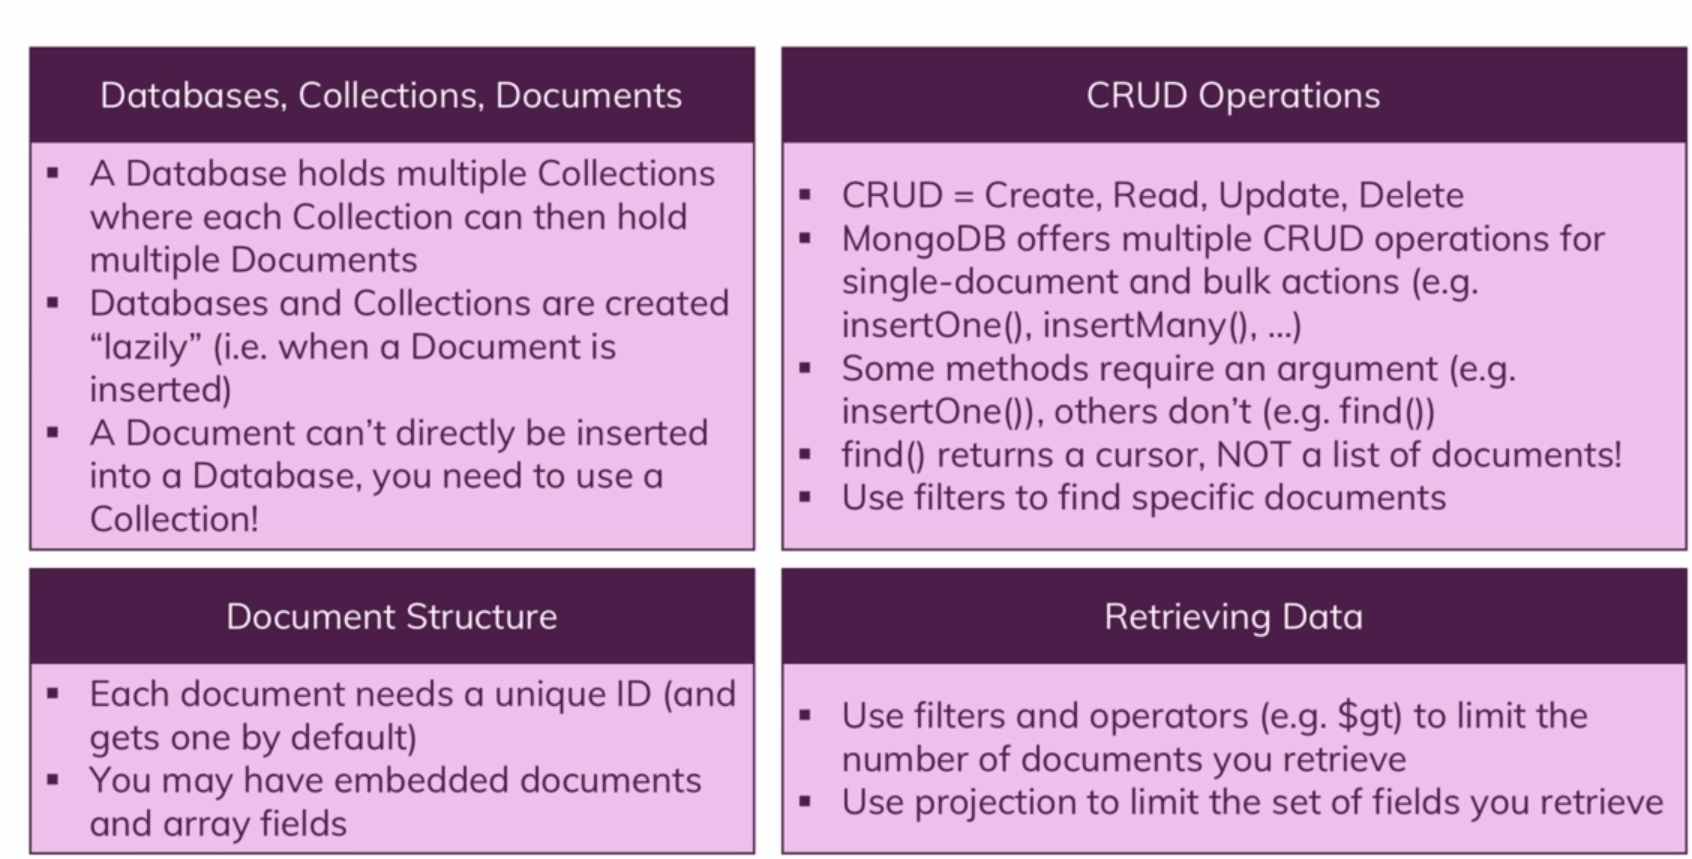 Databases, Collections, Documents
▪ A Database holds multiple Collections
where each Collection can then hold
multiple Documents
▪ Databases and Collections are created
“lazily” (i.e. when a Document is
inserted)
▪ A Document can’t directly be inserted
into a Database, you need to use a
Collection!
CRUD Operations
▪ CRUD = Create, Read, Update, Delete
▪ MongoDB offers multiple CRUD operations for
single-document and bulk actions (e.g.
insertOne(), insertMany(), ...)
▪ Some methods require an argument (e.g.
insertOne()), others don’t (e.g. find())
▪ find() returns a cursor, NOT a list of documents!
▪ Use filters to find specific documents
Document Structure
▪ Each document needs a unique ID (and
gets one by default)
▪ You may have embedded documents
and array fields
Retrieving Data
▪ Use filters and operators (e.g. $gt) to limit the
number of documents you retrieve
▪ Use projection to limit the set of fields you retrieve